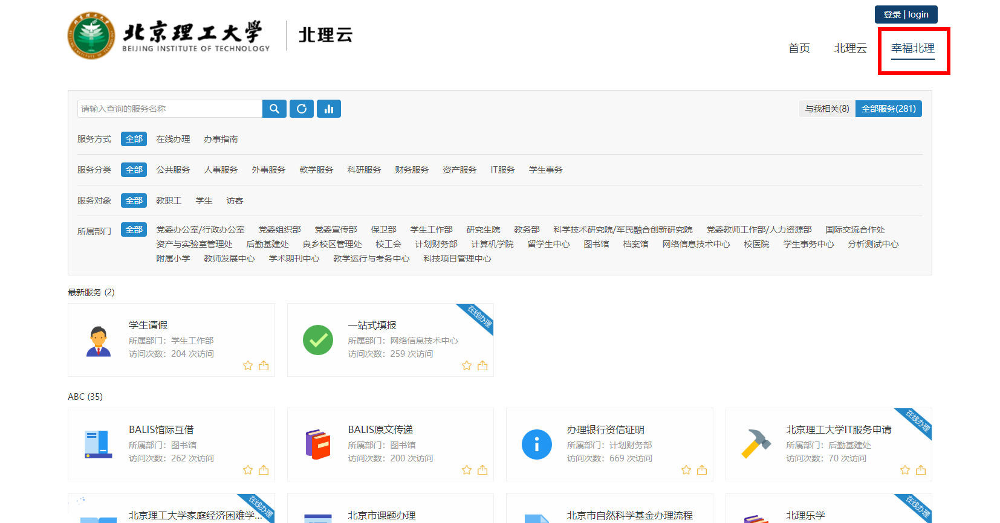 登录 | login
北京理工大学
BEIJING INSTITUTE OF TECHNOLOGY
北理云
首页 北理云 幸福北理
请输入查询的服务名称
与我相关(8) 全部服务(281)
服务方式 全部 在线办理 办事指南
服务分类 全部 公共服务 人事服务 外事服务 教学服务 科研服务 财务服务 资产服务 IT服务 学生事务
服务对象 全部 教职工 学生 访客
所属部门 全部 党委办公室/行政办公室 党委组织部 党委宣传部 保卫部 学生工作部 研究生院 教务部 科学技术研究院/军民融合创新研究院 党委教师工作部/人力资源部 国际交流合作处
资产与实验室管理处 后勤基建处 良乡校区管理处 校工会 计划财务部 计算机学院 留学生中心 图书馆 档案馆 网络信息技术中心 校医院 学生事务中心 分析测试中心
附属小学 教师发展中心 学术期刊中心 教学运行与考务中心 科技项目管理中心
最新服务 (2)
学生请假
所属部门：学生工作部
访问次数：204 次访问
在线办理
一站式填报
所属部门：网络信息技术中心
访问次数：259 次访问
ABC (35)
BALIS馆际互借
所属部门：图书馆
访问次数：262 次访问
BALIS原文传递
所属部门：图书馆
访问次数：200 次访问
办理银行资信证明
所属部门：计划财务部
访问次数：669 次访问
在线办理
北京理工大学IT服务申请
所属部门：后勤基建处
访问次数：70 次访问
在线办理
北京理工大学家庭经济困难学...
北京市课题办理
北京市自然科学基金办理流程
在线办理
北理乐学